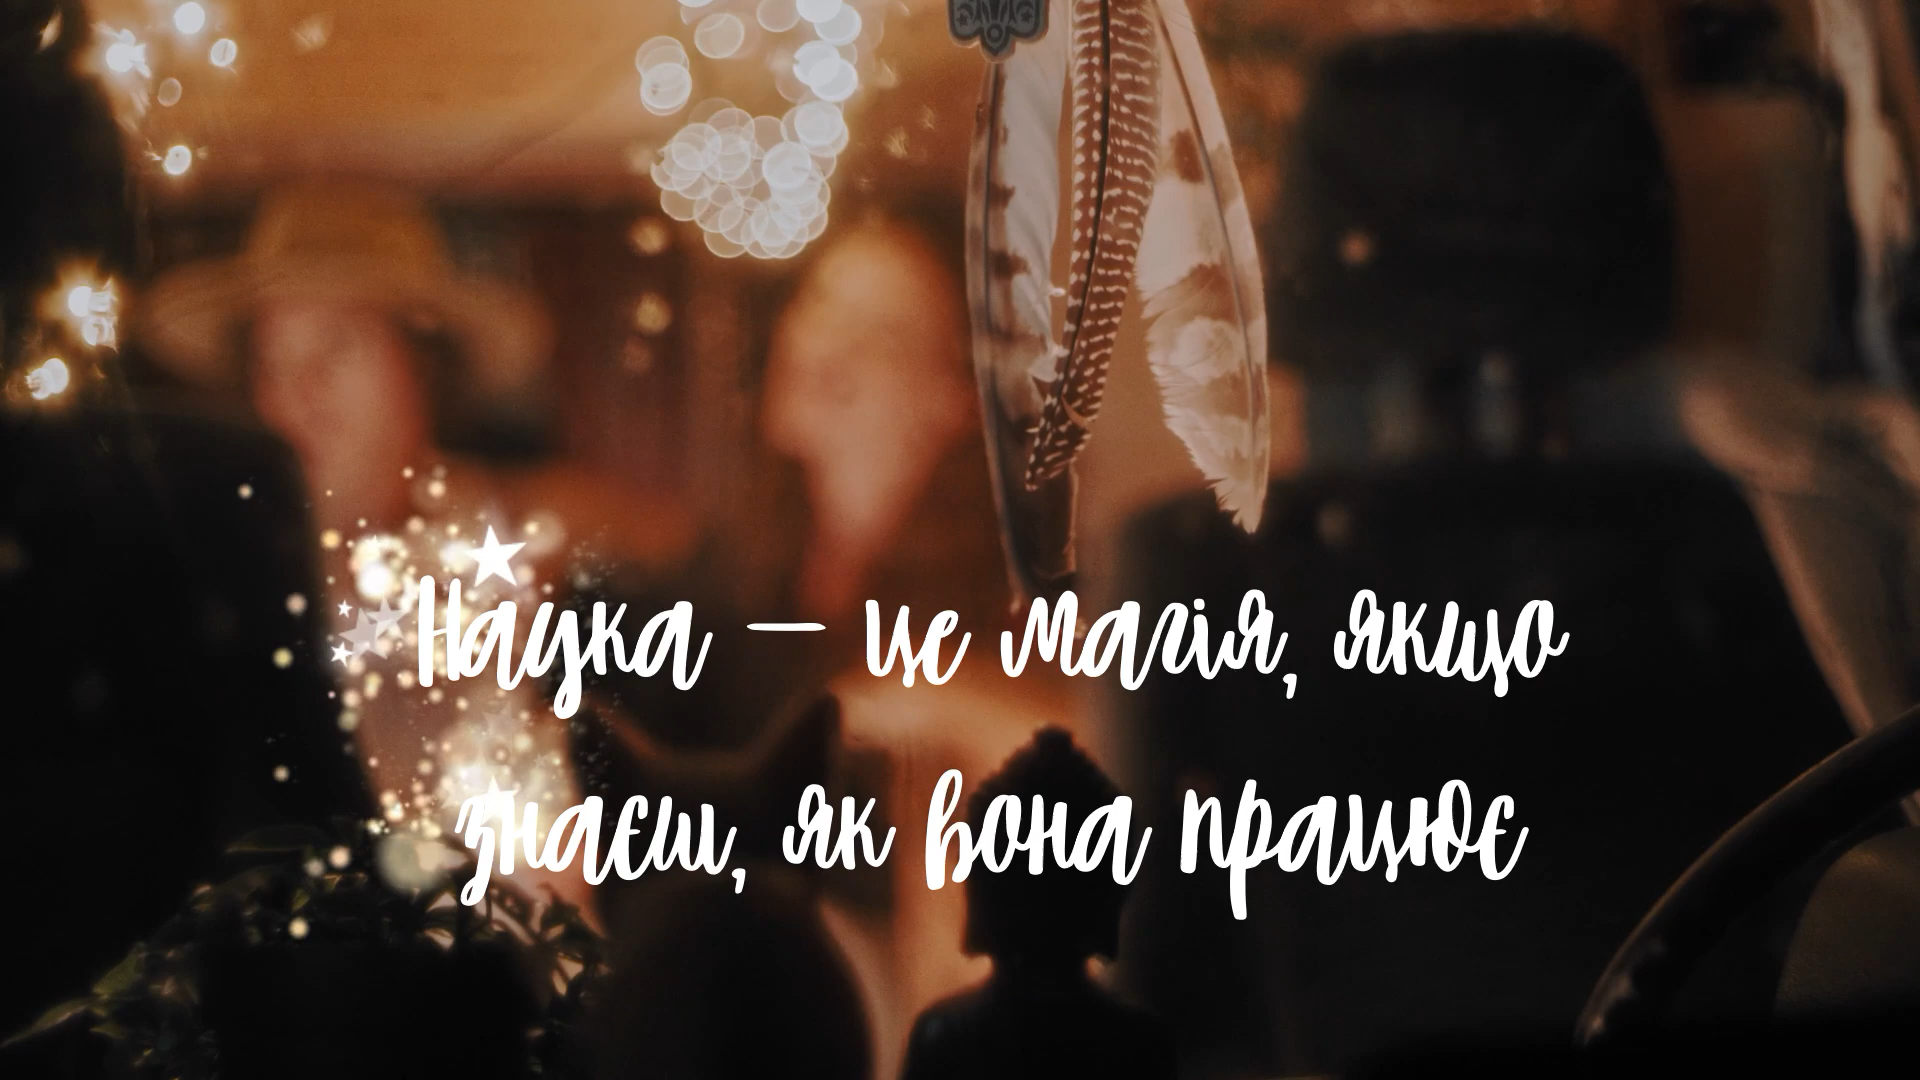 Наука — це магія, якщо
знаєш, як вона працює